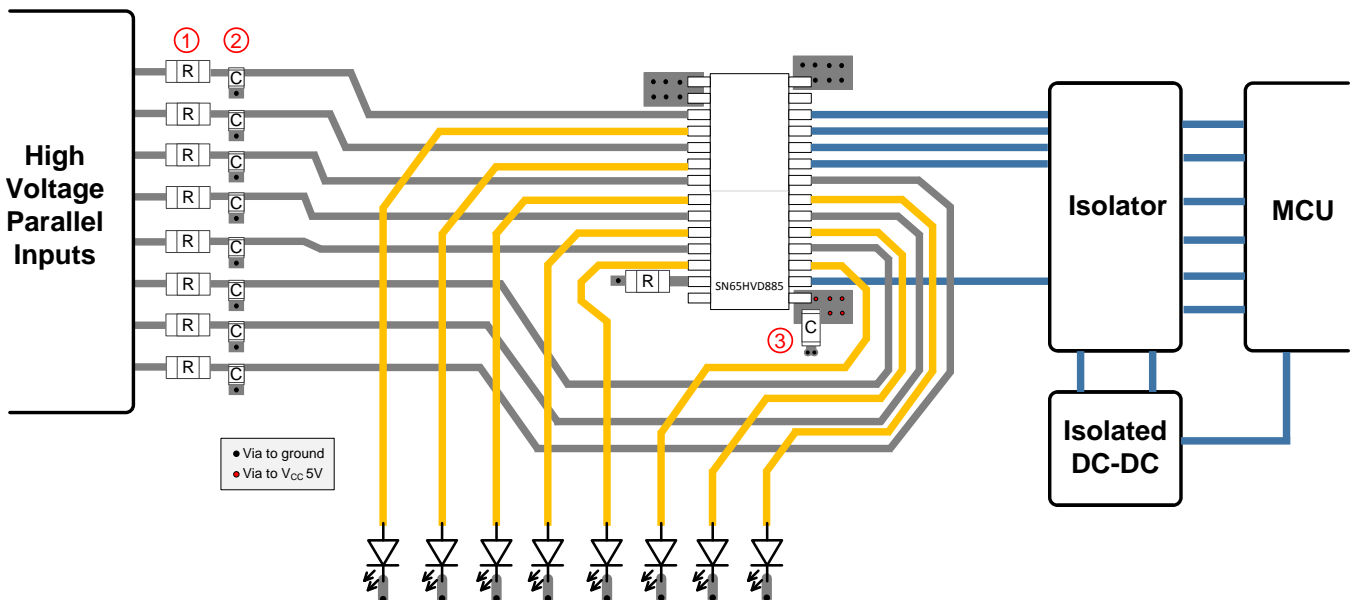 ① ②
R
C
R
C
R
C
R
C
R
C
R
C
R
C
R
C
High
Voltage
Parallel
Inputs
R
SN65HVD885
C
③
Isolator
MCU
Isolated
DC-DC
Via to ground
Via to VCC 5V